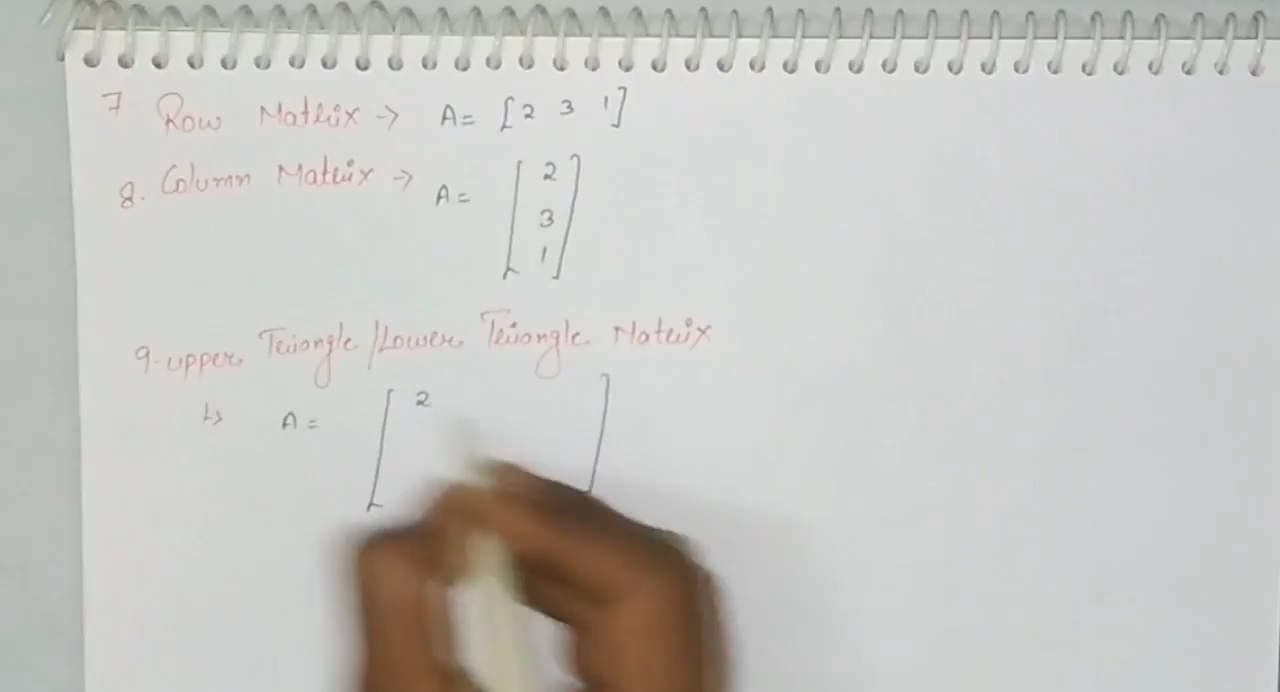 7 Row Matrix → A = [2 3 1]
8. Column Matrix → A = [
2
3
1
]
9. upper Triangle / Lower Triangle Matrix
↳ A = [ 2 ]